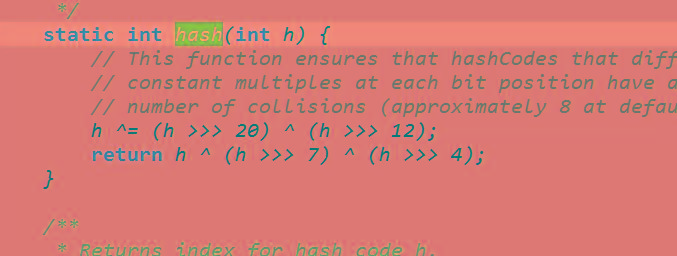 */
static int hash(int h) {
// This function ensures that hashCodes that diff
// constant multiples at each bit position have a
// number of collisions (approximately 8 at defau
h ^= (h >>> 20) ^ (h >>> 12);
return h ^ (h >>> 7) ^ (h >>> 4);
}
/**
* Returns index for hash code h.